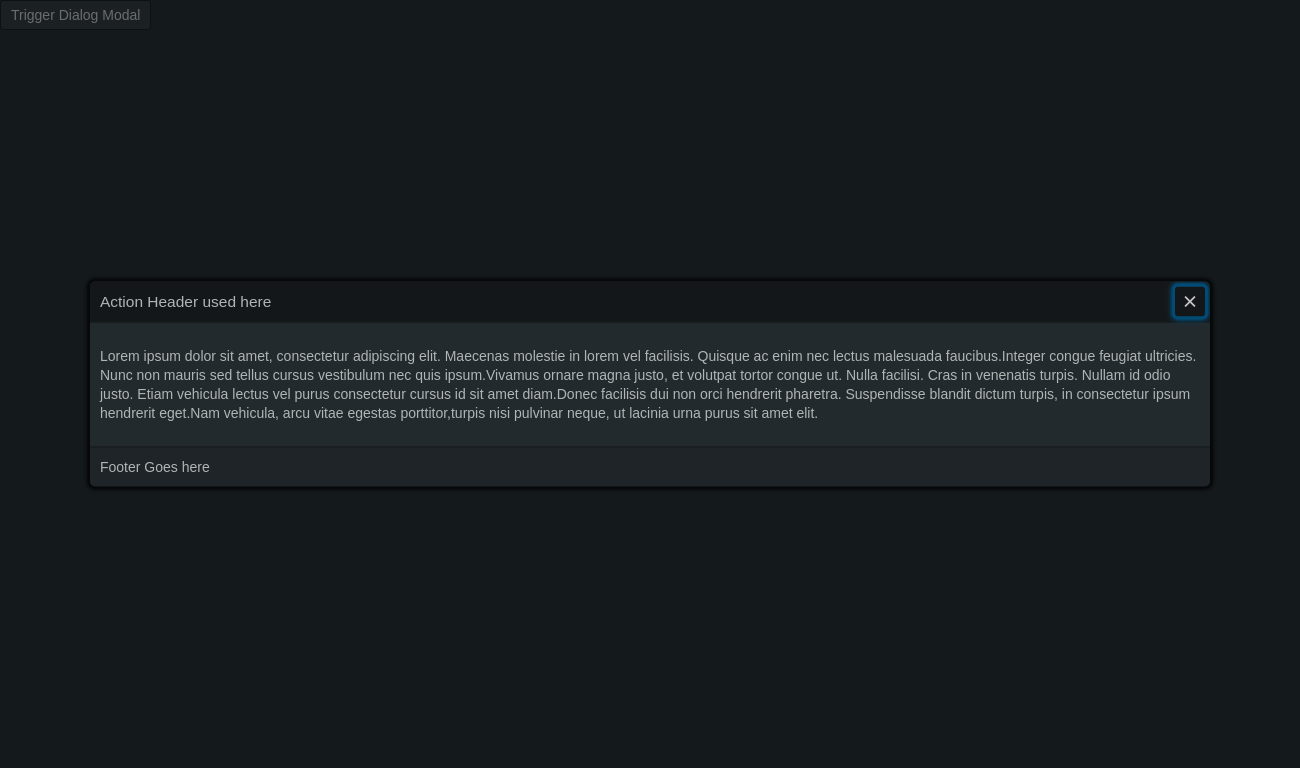 Trigger Dialog Modal
Action Header used here
Lorem ipsum dolor sit amet, consectetur adipiscing elit. Maecenas molestie in lorem vel facilisis. Quisque ac enim nec lectus malesuada faucibus.Integer congue feugiat ultricies.
Nunc non mauris sed tellus cursus vestibulum nec quis ipsum.Vivamus ornare magna justo, et volutpat tortor congue ut. Nulla facilisi. Cras in venenatis turpis. Nullam id odio
justo. Etiam vehicula lectus vel purus consectetur cursus id sit amet diam.Donec facilisis dui non orci hendrerit pharetra. Suspendisse blandit dictum turpis, in consectetur ipsum
hendrerit eget.Nam vehicula, arcu vitae egestas porttitor,turpis nisi pulvinar neque, ut lacinia urna purus sit amet elit.
Footer Goes here